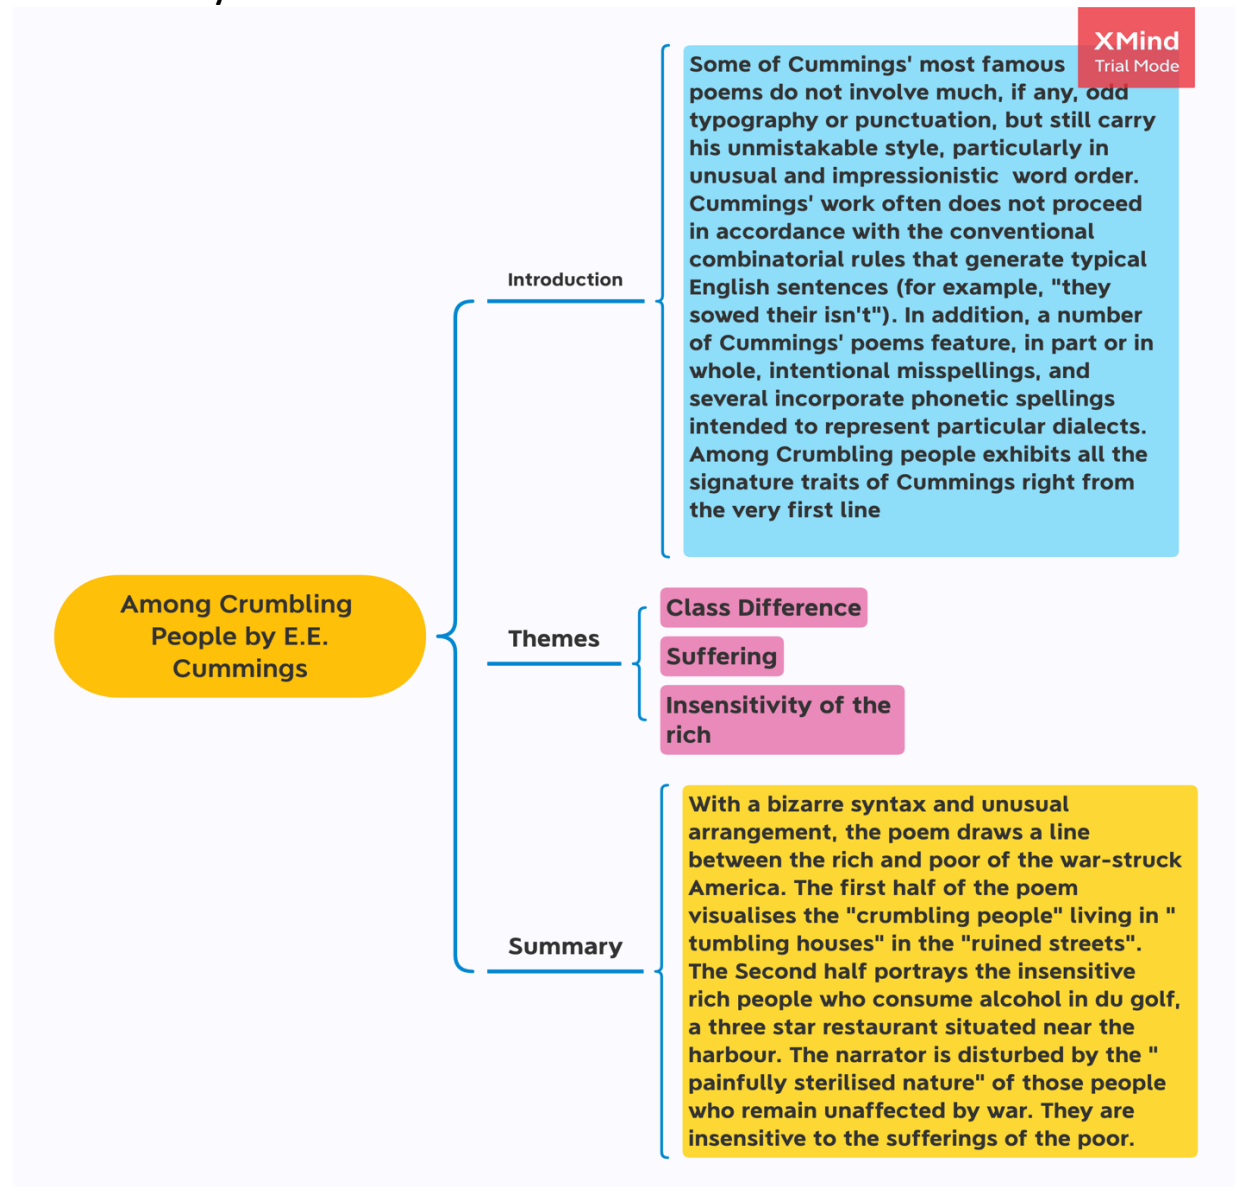 XMind
Trial Mode
Some of Cummings' most famous
poems do not involve much, if any, odd
typography or punctuation, but still carry
his unmistakable style, particularly in
unusual and impressionistic  word order.
Cummings' work often does not proceed
in accordance with the conventional
combinatorial rules that generate typical
English sentences (for example, "they
sowed their isn't"). In addition, a number
of Cummings' poems feature, in part or in
whole, intentional misspellings, and
several incorporate phonetic spellings
intended to represent particular dialects.
Among Crumbling people exhibits all the
signature traits of Cummings right from
the very first line
Introduction
Among Crumbling
People by E.E.
Cummings
Themes
Class Difference
Suffering
Insensitivity of the
rich
Summary
With a bizarre syntax and unusual
arrangement, the poem draws a line
between the rich and poor of the war-struck
America. The first half of the poem
visualises the "crumbling people" living in "
tumbling houses" in the "ruined streets".
The Second half portrays the insensitive
rich people who consume alcohol in du golf,
a three star restaurant situated near the
harbour. The narrator is disturbed by the "
painfully sterilised nature" of those people
who remain unaffected by war. They are
insensitive to the sufferings of the poor.